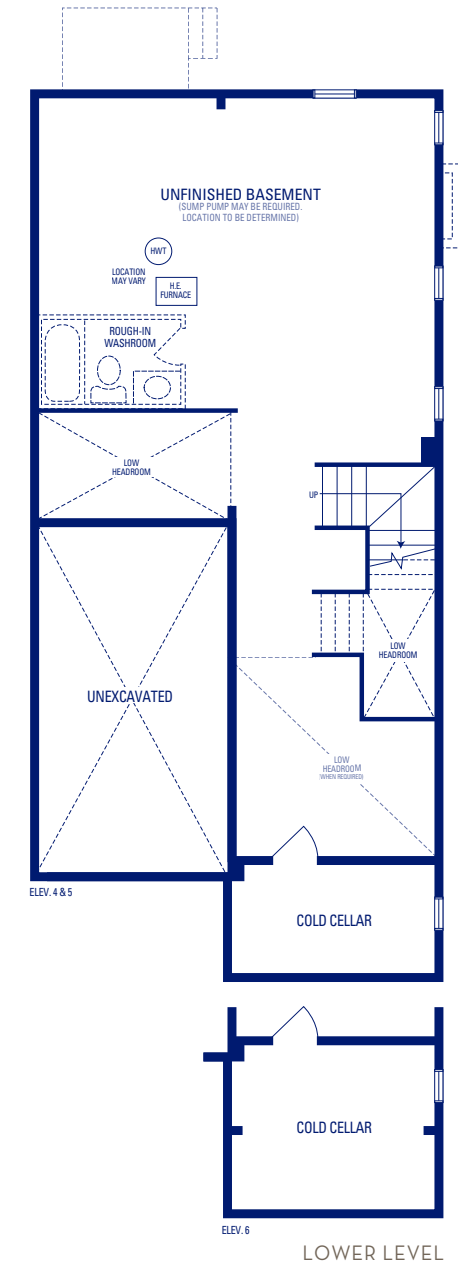 UNFINISHED BASEMENT
(SUMP PUMP MAY BE REQUIRED.
LOCATION TO BE DETERMINED)
HWT
LOCATION
MAY VARY
H.E.
FURNACE
ROUGH-IN
WASHROOM
LOW
HEADROOM
UP
LOW
HEADROOM
UNEXCAVATED
LOW
HEADROOM
(WHEN REQUIRED)
ELEV. 4 & 5
COLD CELLAR
COLD CELLAR
ELEV. 6
LOWER LEVEL